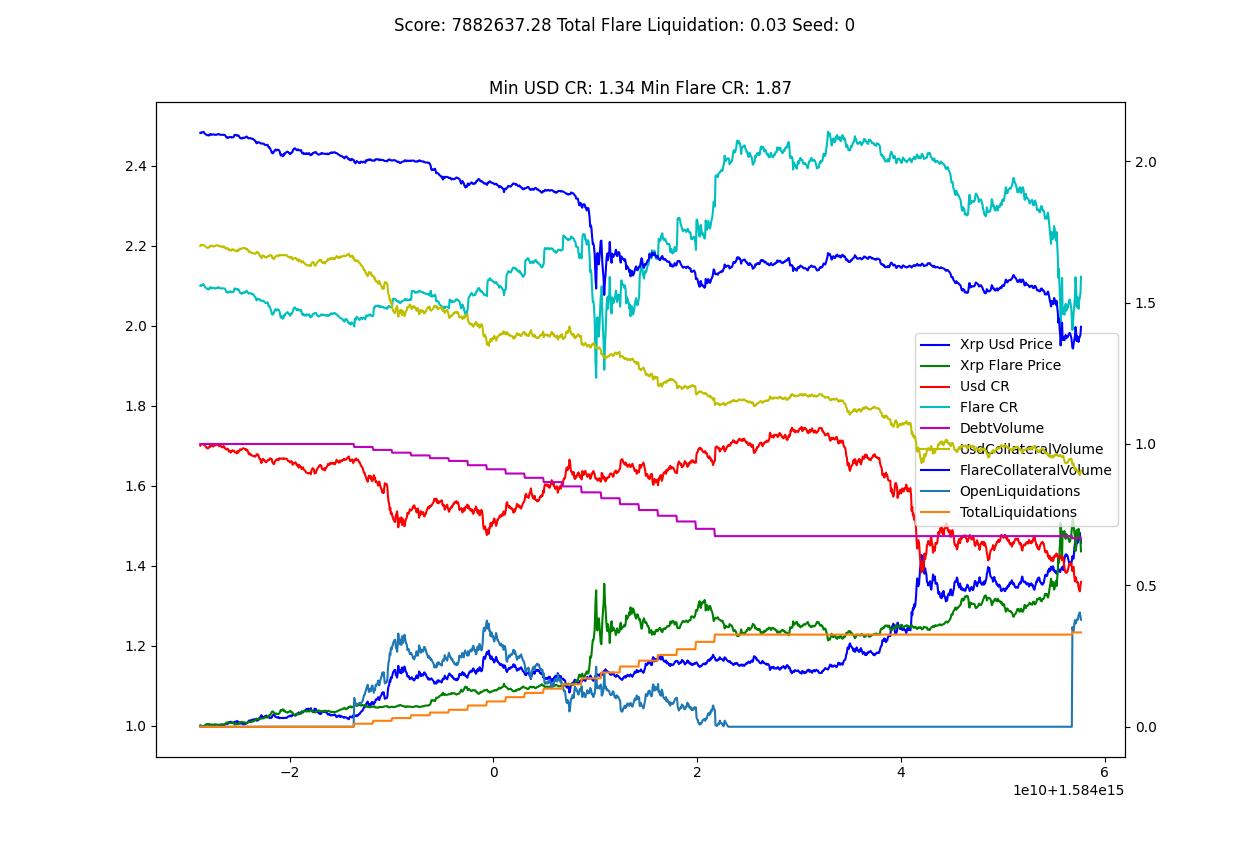 Score: 7882637.28 Total Flare Liquidation: 0.03 Seed: 0
Min USD CR: 1.34 Min Flare CR: 1.87
2.4
2.2
2.0
1.8
1.6
1.4
1.2
1.0
2.0
1.5
1.0
0.5
0.0
Xrp Usd Price
Xrp Flare Price
Usd CR
Flare CR
DebtVolume
UsdCollateralVolume
FlareCollateralVolume
OpenLiquidations
TotalLiquidations
−2 0 2 4 6
1e10+1.584e15